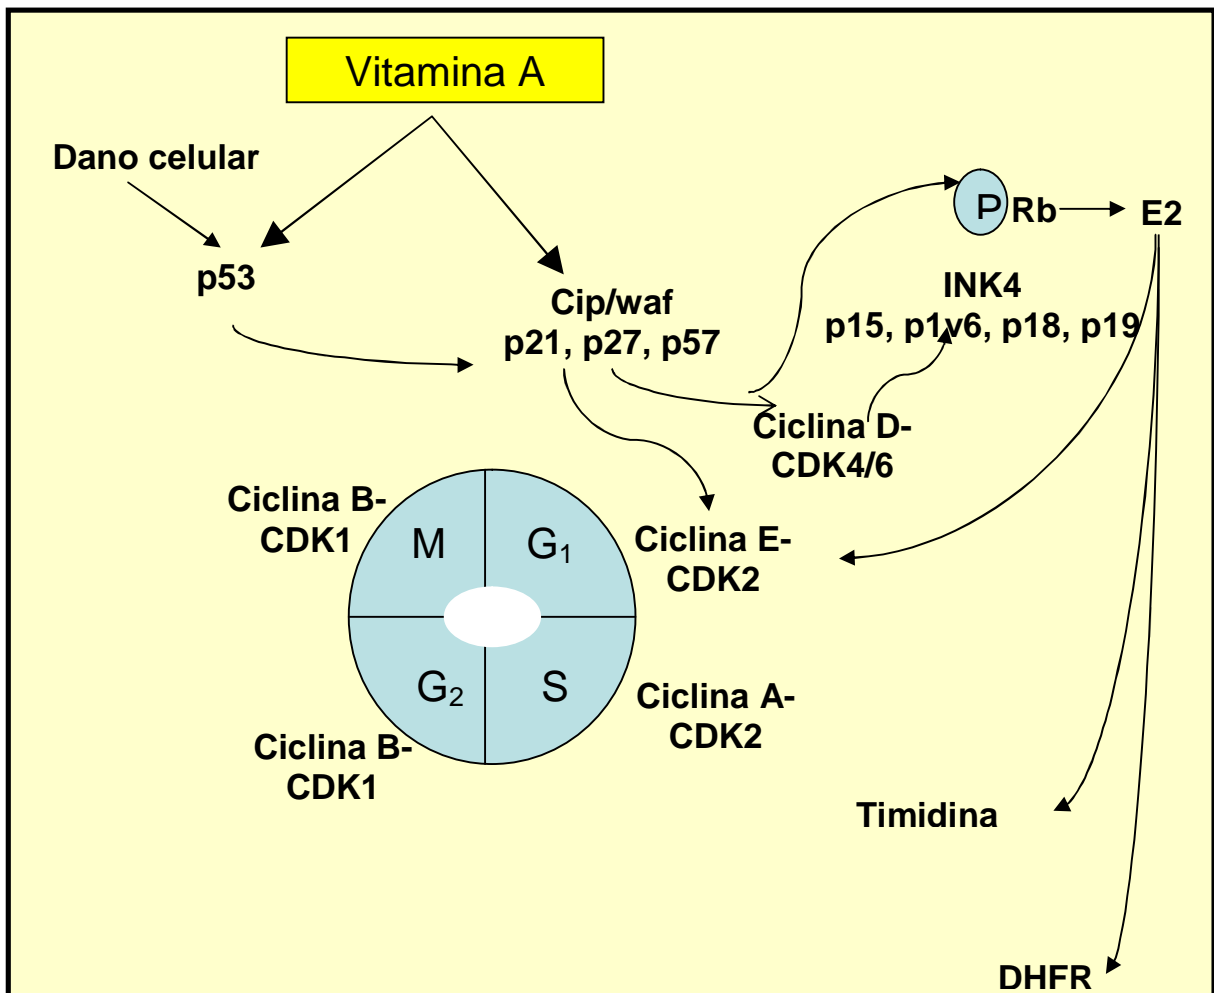 Vitamina A
Dano celular
p53
Cip/waf
p21, p27, p57
P Rb
E2
INK4
p15, p1v6, p18, p19
Ciclina D-
CDK4/6
Ciclina B-
CDK1
M
G₁
Ciclina E-
CDK2
G₂
S
Ciclina A-
CDK2
Ciclina B-
CDK1
Timidina
DHFR